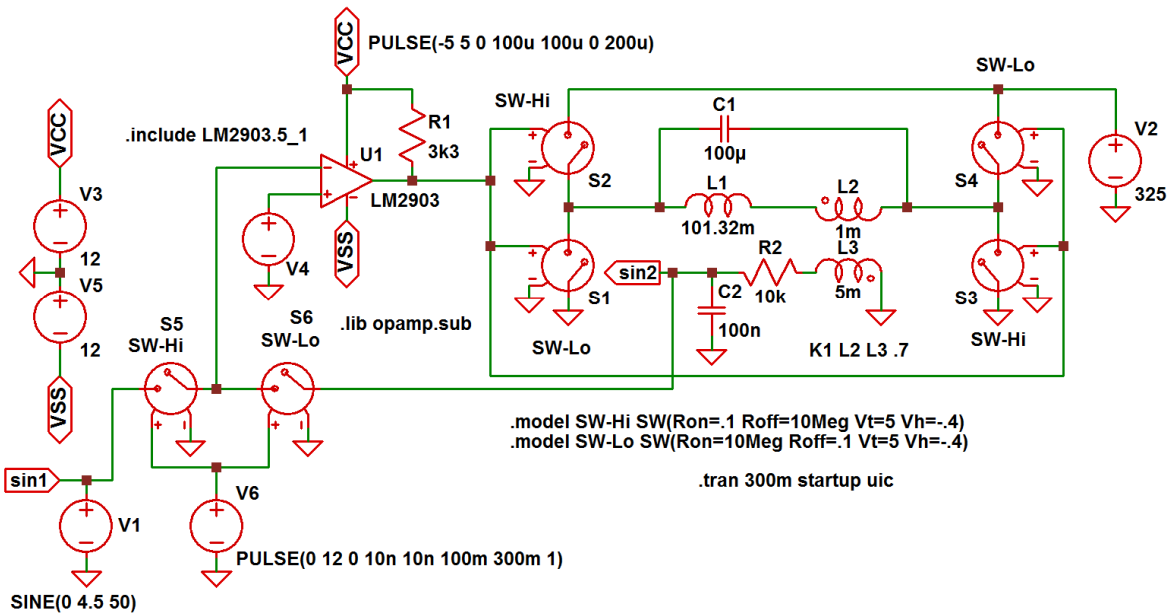 VCC
PULSE(-5 5 0 100u 100u 0 200u)
SW-Lo
SW-Hi
C1
100µ
R1
3k3
V2
325
.include LM2903.5_1
VCC
U1
LM2903
S2
S4
V3
12
L1
101.32m
L2
1m
V4
VSS
sin2
R2
10k
L3
5m
V5
12
S1
C2
100n
S3
S5
SW-Hi
S6
SW-Lo
.lib opamp.sub
SW-Lo
K1 L2 L3 .7
SW-Hi
VSS
+
-
.model SW-Hi SW(Ron=.1 Roff=10Meg Vt=5 Vh=-.4)
.model SW-Lo SW(Ron=10Meg Roff=.1 Vt=5 Vh=-.4)
sin1
V6
.tran 300m startup uic
V1
PULSE(0 12 0 10n 10n 100m 300m 1)
SINE(0 4.5 50)